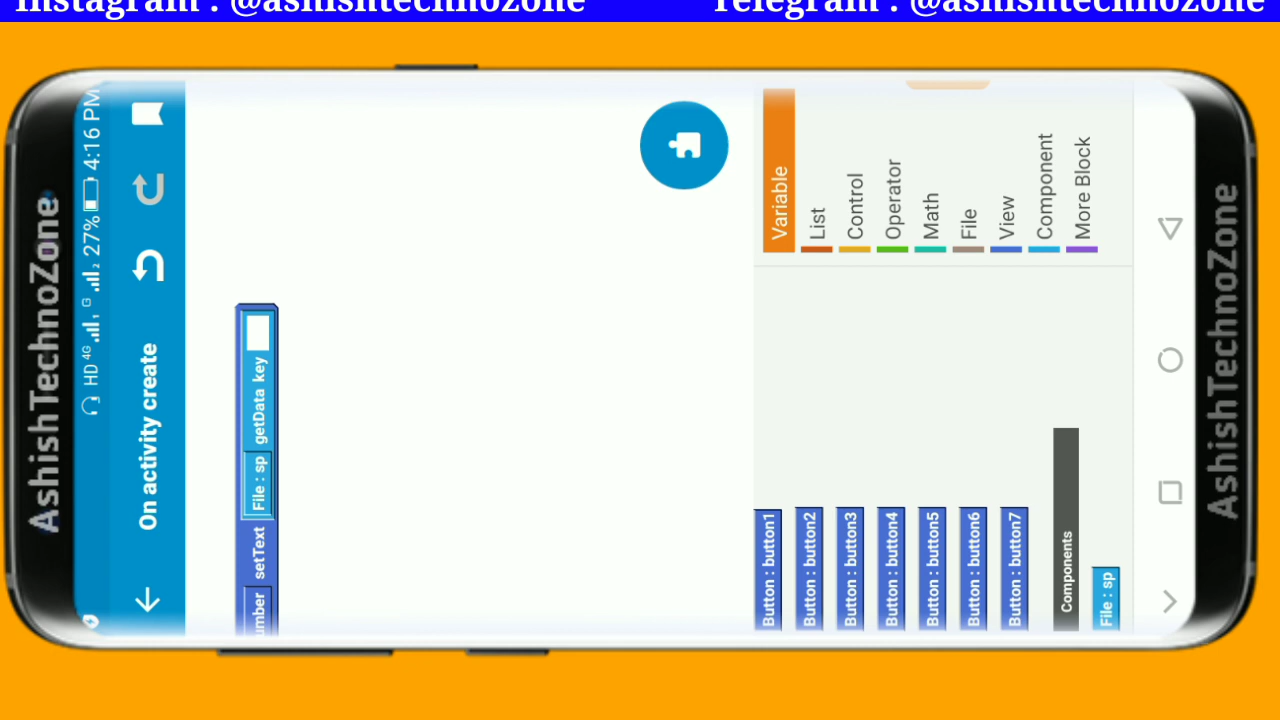 Instagram : @ashishtechnozone
Telegram : @ashishtechnozone
AshishTechnoZone
HD 4G G 2 27% 4:16 PM
On activity create
umber setText File : sp getData key
Button : button1
Button : button2
Button : button3
Button : button4
Button : button5
Button : button6
Button : button7
Components
File : sp
Variable
List
Control
Operator
Math
File
View
Component
More Block
AshishTechnoZone